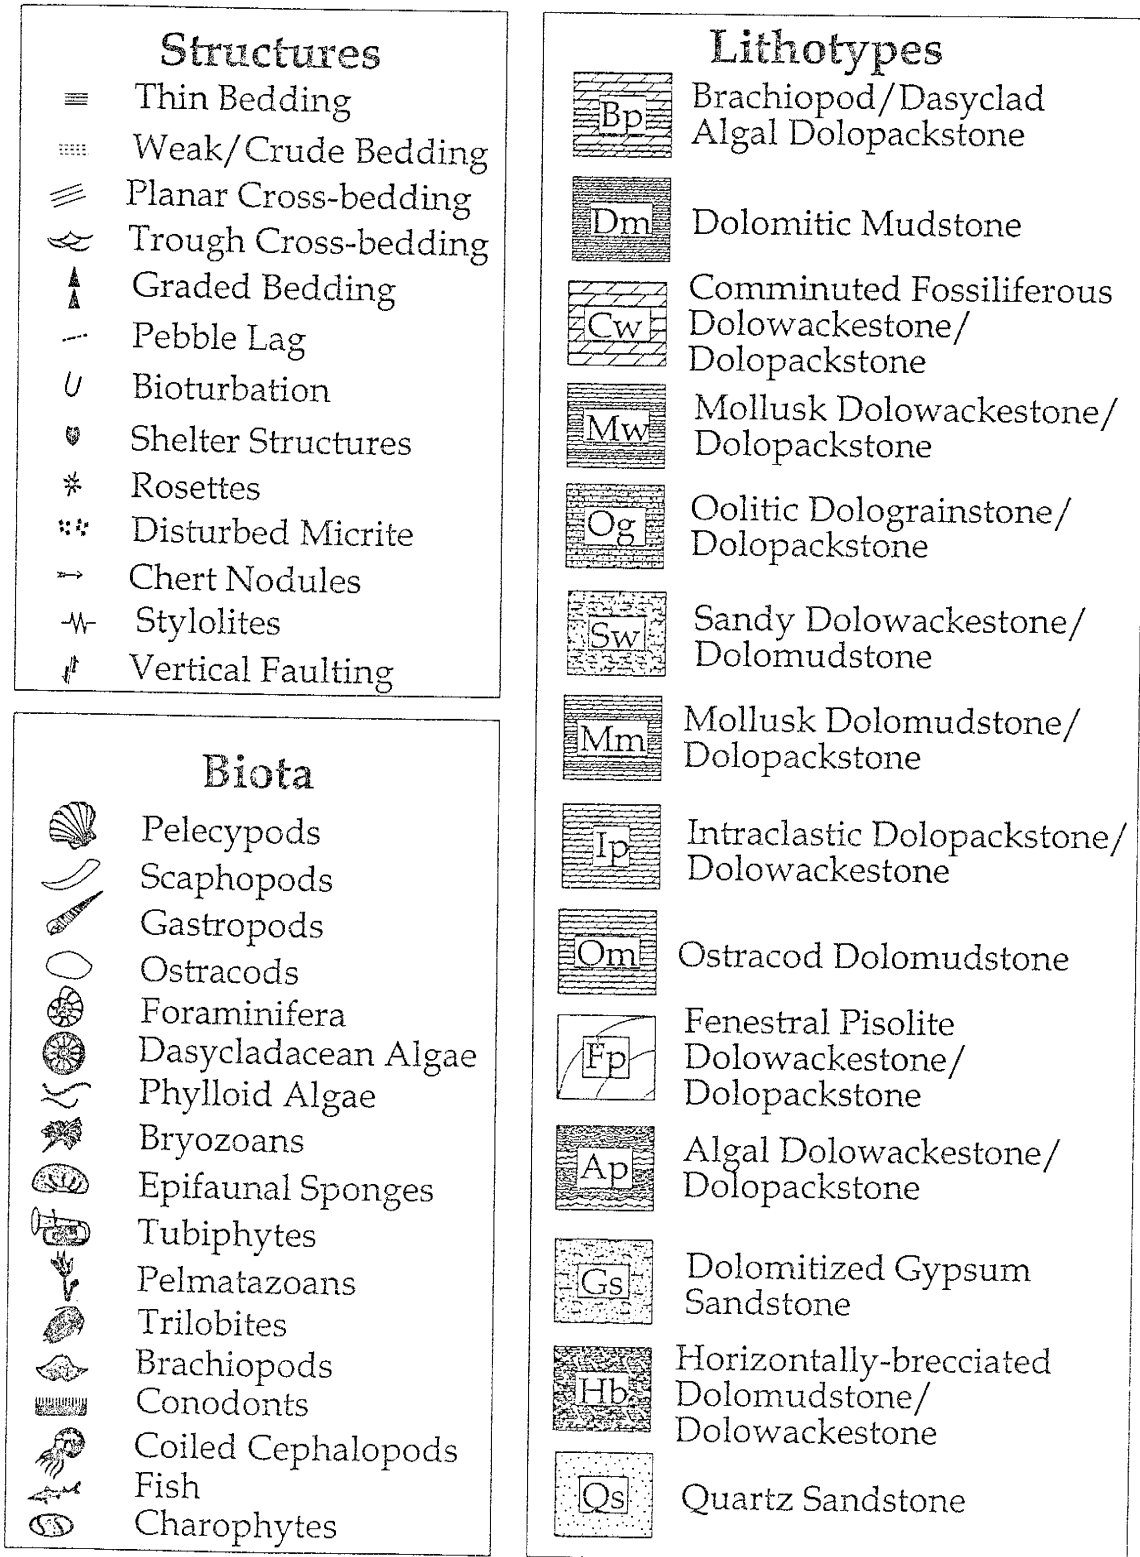 Structures
Thin Bedding
Weak/Crude Bedding
Planar Cross-bedding
Trough Cross-bedding
Graded Bedding
Pebble Lag
Bioturbation
Shelter Structures
Rosettes
Disturbed Micrite
Chert Nodules
Stylolites
Vertical Faulting
Biota
Pelecypods
Scaphopods
Gastropods
Ostracods
Foraminifera
Dasycladacean Algae
Phylloid Algae
Bryozoans
Epifaunal Sponges
Tubiphytes
Pelmatazoans
Trilobites
Brachiopods
Conodonts
Coiled Cephalopods
Fish
Charophytes
Lithotypes
Bp Brachiopod/Dasyclad
Algal Dolopackstone
Dm Dolomitic Mudstone
Comminuted Fossiliferous
Cw Dolowackestone/
Dolopackstone
Mw Mollusk Dolowackestone/
Dolopackstone
Og Oolitic Dolograinstone/
Dolopackstone
Sw Sandy Dolowackestone/
Dolomudstone
Mm Mollusk Dolomudstone/
Dolopackstone
Ip Intraclastic Dolopackstone/
Dolowackestone
Om Ostracod Dolomudstone
Fenestral Pisolite
Fp Dolowackestone/
Dolopackstone
Ap Algal Dolowackestone/
Dolopackstone
Gs Dolomitized Gypsum
Sandstone
Horizontally-brecciated
Hb Dolomudstone/
Dolowackestone
Qs Quartz Sandstone